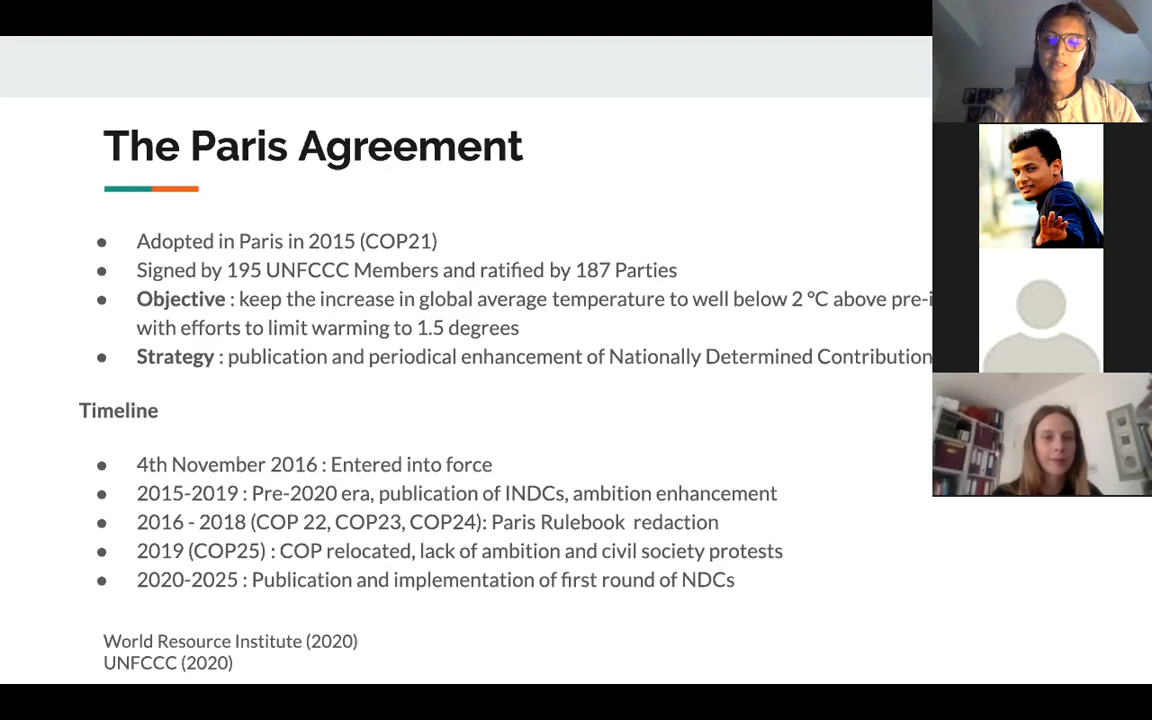 The Paris Agreement
● Adopted in Paris in 2015 (COP21)
● Signed by 195 UNFCCC Members and ratified by 187 Parties
● Objective : keep the increase in global average temperature to well below 2 °C above pre-i
with efforts to limit warming to 1.5 degrees
● Strategy : publication and periodical enhancement of Nationally Determined Contribution
Timeline
● 4th November 2016 : Entered into force
● 2015-2019 : Pre-2020 era, publication of INDCs, ambition enhancement
● 2016 - 2018 (COP 22, COP23, COP24): Paris Rulebook redaction
● 2019 (COP25) : COP relocated, lack of ambition and civil society protests
● 2020-2025 : Publication and implementation of first round of NDCs
World Resource Institute (2020)
UNFCCC (2020)